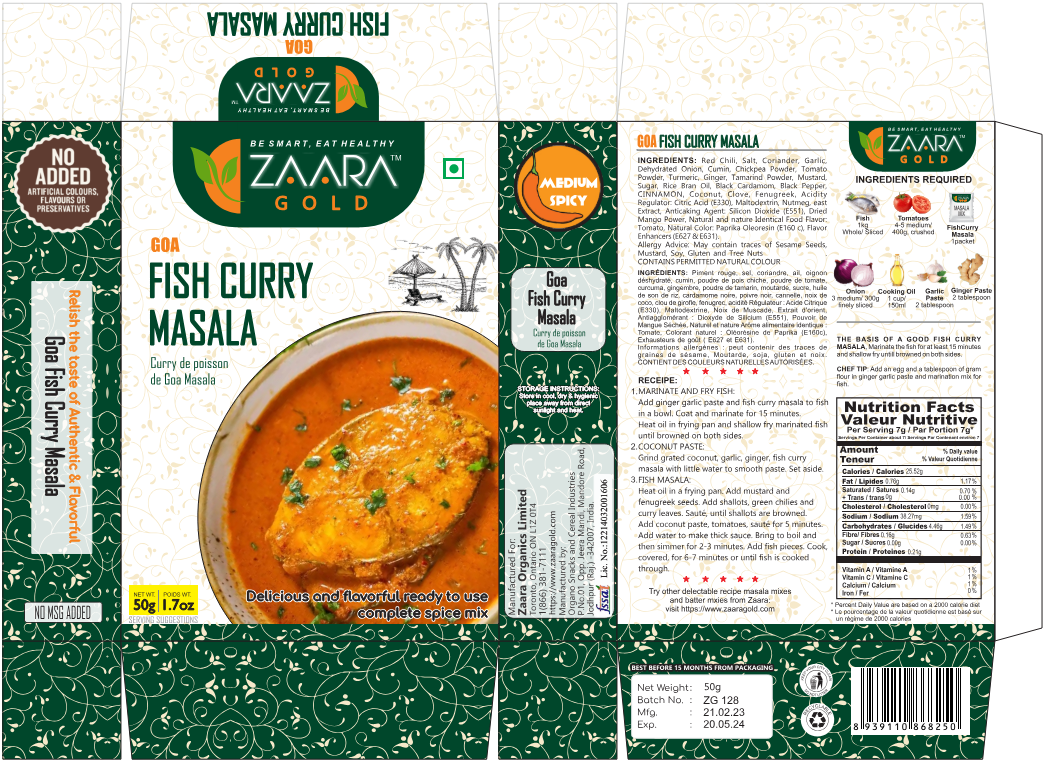 FISH CURRY MASALA
GOA
ZAARA
GOLD
BE SMART, EAT HEALTHY
TM
NO
ADDED
ARTIFICIAL COLOURS,
FLAVOURS OR
PRESERVATIVES
Relish the taste of Authentic & Flavorful
Goa Fish Curry Masala
NO MSG ADDED
BE SMART, EAT HEALTHY
ZAARA™
GOLD
GOA
FISH CURRY
MASALA
Curry de poisson
de Goa Masala
NET WT. POIDS WT.
50g 1.7oz
SERVING SUGGESTIONS
Delicious and flavorful ready to use
complete spice mix
MEDIUM
SPICY
Goa
Fish Curry
Masala
Curry de poisson
de Goa Masala
STORAGE INSTRUCTIONS:
Store in cool, dry & hygienic
place away from direct
sunlight and heat.
Manufactured For:
Zaara Organics Limited
Toronto, Ontario ON L1Z 0T4
1(866) 381-7111
https://www.zaaragold.com
Manufactured by:
Organo Snacks and Cereal Industries
P.No.01, Opp. Jeera Mandi, Mandore Road,
Jodhpur (Raj.) -342007, India.
fssai Lic. No.:12214032001606
GOA FISH CURRY MASALA
INGREDIENTS: Red Chili, Salt, Coriander, Garlic,
Dehydrated Onion, Cumin, Chickpea Powder, Tomato
Powder, Turmeric, Ginger, Tamarind Powder, Mustard,
Sugar, Rice Bran Oil, Black Cardamom, Black Pepper,
CINNAMON, Coconut, Clove, Fenugreek, Acidity
Regulator: Citric Acid (E330), Maltodextrin, Nutmeg, east
Extract, Anticaking Agent: Silicon Dioxide (E551), Dried
Mango Power, Natural and nature Identical Food Flavor:
Tomato, Natural Color: Paprika Oleoresin (E160 c), Flavor
Enhancers (E627 & E631).
Allergy Advice: May contain traces of Sesame Seeds,
Mustard, Soy, Gluten and Tree Nuts
CONTAINS PERMITTED NATURAL COLOUR
INGRÉDIENTS: Piment rouge, sel, coriandre, ail, oignon
déshydraté, cumin, poudre de pois chiche, poudre de tomate,
curcuma, gingembre, poudre de tamarin, moutarde, sucre, huile
de son de riz, cardamome noire, poivre noir, cannelle, noix de
coco, clou de girofle, fenugrec, acidité Régulateur : Acide Citrique
(E330), Maltodextrine, Noix de Muscade, Extrait d'orient,
Antiagglomérant : Dioxyde de Silicium (E551), Pouvoir de
Mangue Séchée, Naturel et nature Arôme alimentaire identique :
Tomate, Colorant naturel : Oléorésine de Paprika (E160c),
Exhausteurs de goût ( E627 et E631).
Informations allergènes : peut contenir des traces de
graines de sésame, Moutarde, soja, gluten et noix.
CONTIENT DES COULEURS NATURELLES AUTORISÉES.
RECEIPE:
1. MARINATE AND FRY FISH:
Add ginger garlic paste and fish curry masala to fish
in a bowl. Coat and marinate for 15 minutes.
Heat oil in frying pan and shallow fry marinated fish
until browned on both sides.
2. COCONUT PASTE:
Grind grated coconut, garlic, ginger, fish curry
masala with little water to smooth paste. Set aside.
3. FISH MASALA:
Heat oil in a frying pan. Add mustard and
fenugreek seeds. Add shallots, green chilies and
curry leaves. Sauté, until shallots are browned.
Add coconut paste, tomatoes, sauté for 5 minutes.
Add water to make thick sauce. Bring to boil and
then simmer for 2-3 minutes. Add fish pieces. Cook,
covered, for 6-7 minutes or until fish is cooked
through.
Try other delectable recipe masala mixes
and batter mxies from Zaara;
visit https://www.zaaragold.com
BE SMART, EAT HEALTHY
ZAARA™
GOLD
INGREDIENTS REQUIRED
Fish
1kg
Whole/ Sliced
Tomatoes
4-5 medium/
400g, crushed
MASALA
MIX
FishCurry
Masala
1packet
Onion
3 medium/ 300g
finely sliced
Cooking Oil
1 cup/
150ml
Garlic
Paste
2 tablespoon
Ginger Paste
2 tablespoon
THE BASIS OF A GOOD FISH CURRY
MASALA, Marinate the fish for at least 15 minutes
and shallow fry until browned on both sides.
CHEF TIP: Add an egg and a tablespoon of gram
flour in ginger garlic paste and marination mix for
fish.
Nutrition Facts
Valeur Nutritive
Per Serving 7g / Par Portion 7g*
Servings Per Container about 7/ Servings Par Contenant environ 7
Amount % Daily value
Teneur % Valeur Quotidienne
Calories / Calories 25.52g
Fat / Lipides 0.76g 1.17%
Saturated / Satures 0.14g 0.70 %
+ Trans / trans 0g 0.00 %
Cholesterol / Cholesterol 0mg 0.00%
Sodium / Sodium 38.27mg 1.59%
Carbohydrates / Glucides 4.46g 1.49%
Fibre/ Fibres 0.16g 0.63%
Sugar / Sucres 0.00g 0.00%
Protein / Proteines 0.21g
Vitamin A / Vitamine A 1%
Vitamin C / Vitamine C 1%
Calcium / Calcium 1%
Iron / Fer 0%
* Percent Daily Value are based on a 2000 calorie diet
* Le pourcontage de la valeur quotidienne est basé sur
un régime de 2000 calories
BEST BEFORE 15 MONTHS FROM PACKAGING
Net Weight : 50g
Batch No. : ZG 128
Mfg. : 21.02.23
Exp. : 20.05.24
RECYCLABLE
8 939110 868250